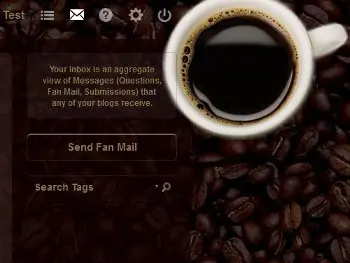 Test
Your Inbox is an aggregate
view of Messages (Questions,
Fan Mail, Submissions) that
any of your blogs receive.
Send Fan Mail
Search Tags